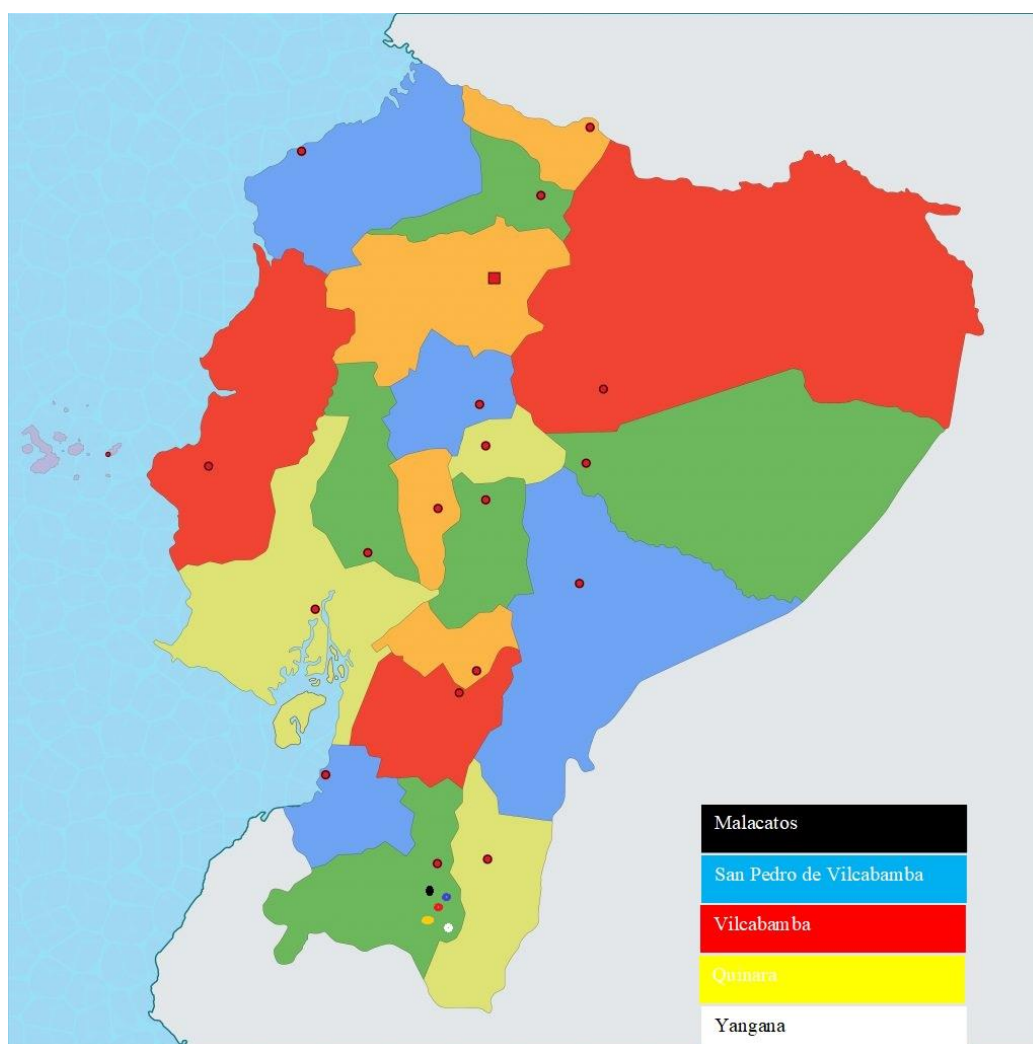 Malacatos
San Pedro de Vilcabamba
Vilcabamba
Quinara
Yangana